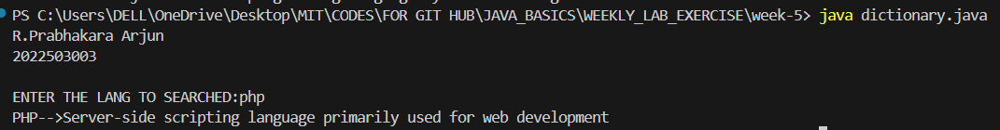 PS C:\Users\DELL\OneDrive\Desktop\MIT\CODES\FOR GIT HUB\JAVA_BASICS\WEEKLY_LAB_EXERCISE\week-5> java dictionary.java
R.Prabhakara Arjun
2022503003

ENTER THE LANG TO SEARCHED:php
PHP-->Server-side scripting language primarily used for web development